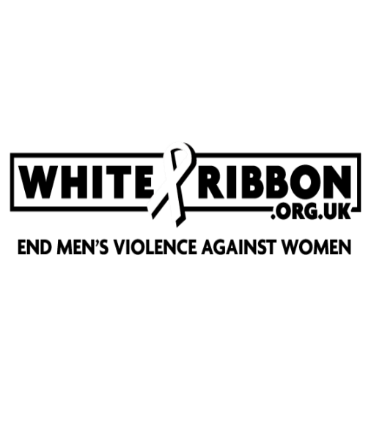 WHITE RIBBON
.ORG.UK
END MEN'S VIOLENCE AGAINST WOMEN